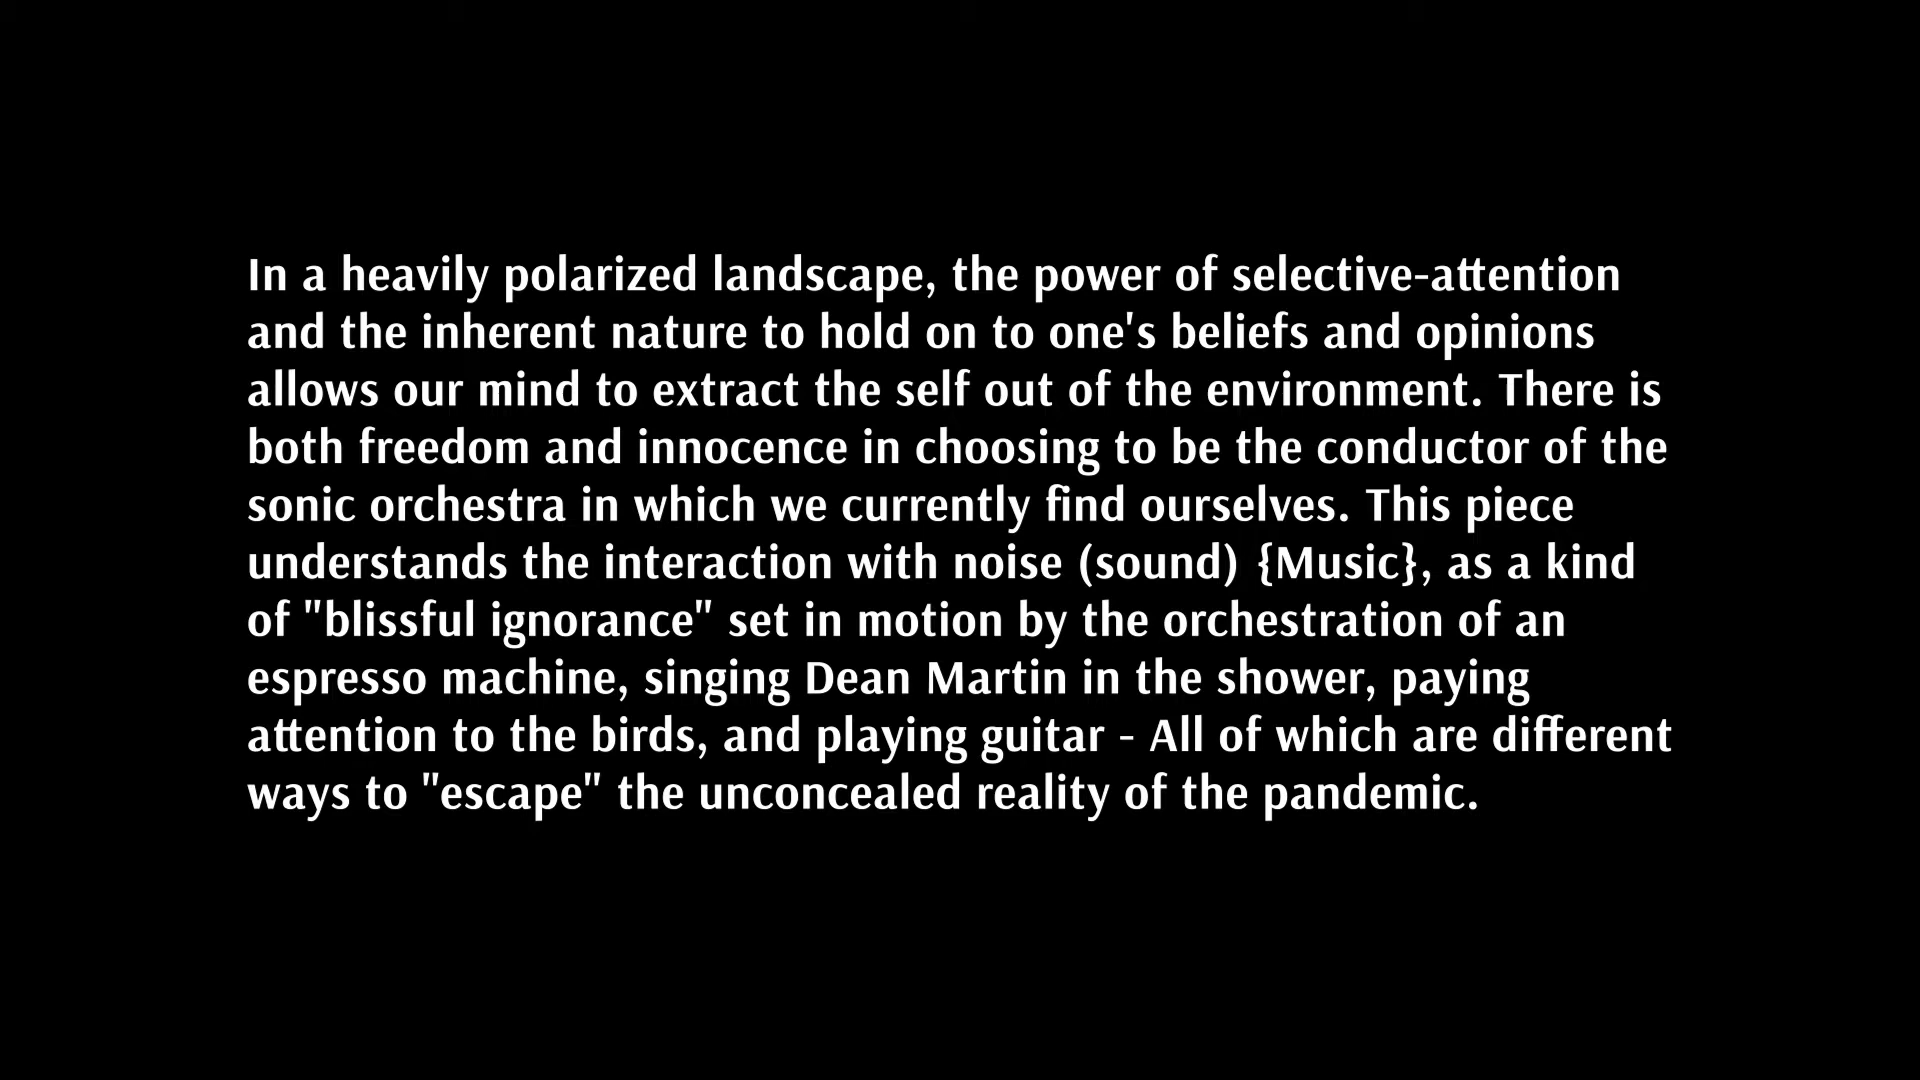 In a heavily polarized landscape, the power of selective-attention
and the inherent nature to hold on to one's beliefs and opinions
allows our mind to extract the self out of the environment. There is
both freedom and innocence in choosing to be the conductor of the
sonic orchestra in which we currently find ourselves. This piece
understands the interaction with noise (sound) {Music}, as a kind
of "blissful ignorance" set in motion by the orchestration of an
espresso machine, singing Dean Martin in the shower, paying
attention to the birds, and playing guitar - All of which are different
ways to "escape" the unconcealed reality of the pandemic.